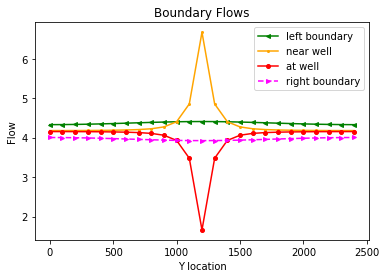 Boundary Flows
left boundary
near well
at well
right boundary
6
5
4
3
2
Flow
0
500
1000
1500
2000
2500
Y location